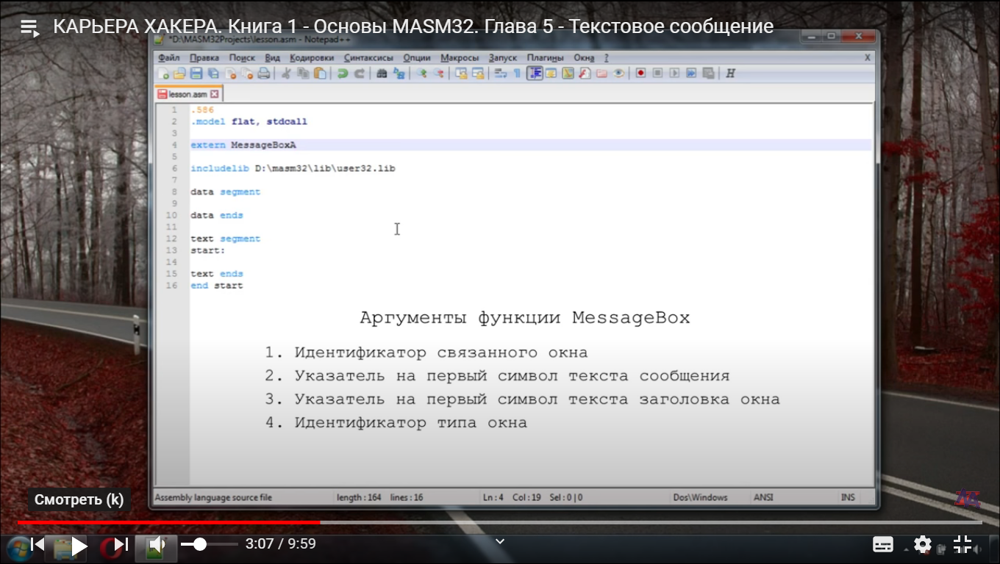 КАРЬЕРА ХАКЕРА. Книга 1 - Основы MASM32. Глава 5 - Текстовое сообщение
*D:\MASM32Projects\lesson.asm - Notepad++
Файл Правка Поиск Вид Кодировки Синтаксисы Опции Макросы Запуск Плагины Окна ? X
lesson.asm
1 .586
2 .model flat, stdcall
3
4 extern MessageBoxA
5
6 includelib D:\masm32\lib\user32.lib
7
8 data segment
9
10 data ends
11
12 text segment
13 start:
14
15 text ends
16 end start
Аргументы функции MessageBox
1. Идентификатор связанного окна
2. Указатель на первый символ текста сообщения
3. Указатель на первый символ текста заголовка окна
4. Идентификатор типа окна
Смотреть (k)
Assembly language source file length : 164 lines : 16 Ln : 4 Col : 19 Sel : 0 | 0 Dos\Windows ANSI INS
3:07 / 9:59